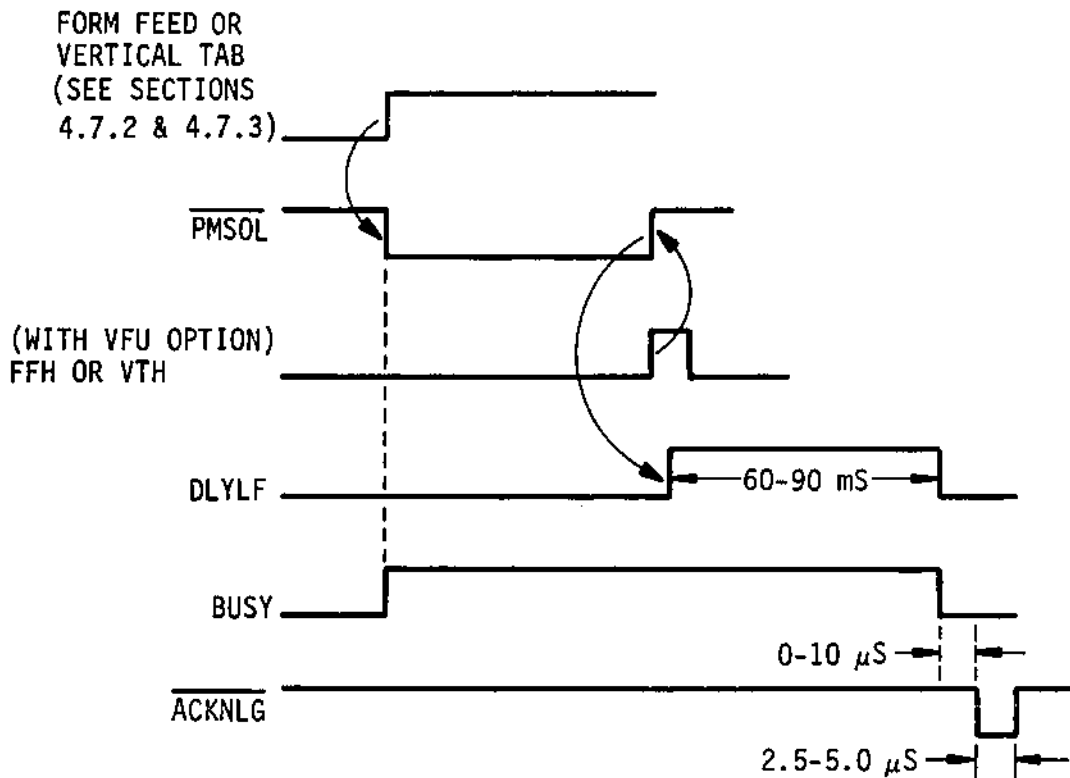 FORM FEED OR
VERTICAL TAB
(SEE SECTIONS
4.7.2 & 4.7.3)
PMSOL
(WITH VFU OPTION)
FFH OR VTH
DLYLF
60-90 mS
BUSY
0-10 μS
ACKNLG
2.5-5.0 μS